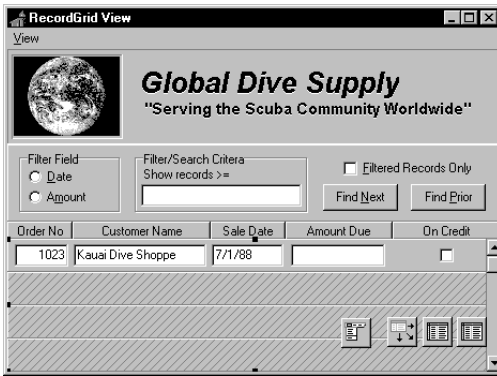 RecordGrid View
View
Global Dive Supply
"Serving the Scuba Community Worldwide"
Filter Field
Date
Amount
Filter/Search Critera
Show records >=
Filtered Records Only
Find Next
Find Prior
Order No Customer Name Sale Date Amount Due On Credit
1023 Kauai Dive Shoppe 7/1/88